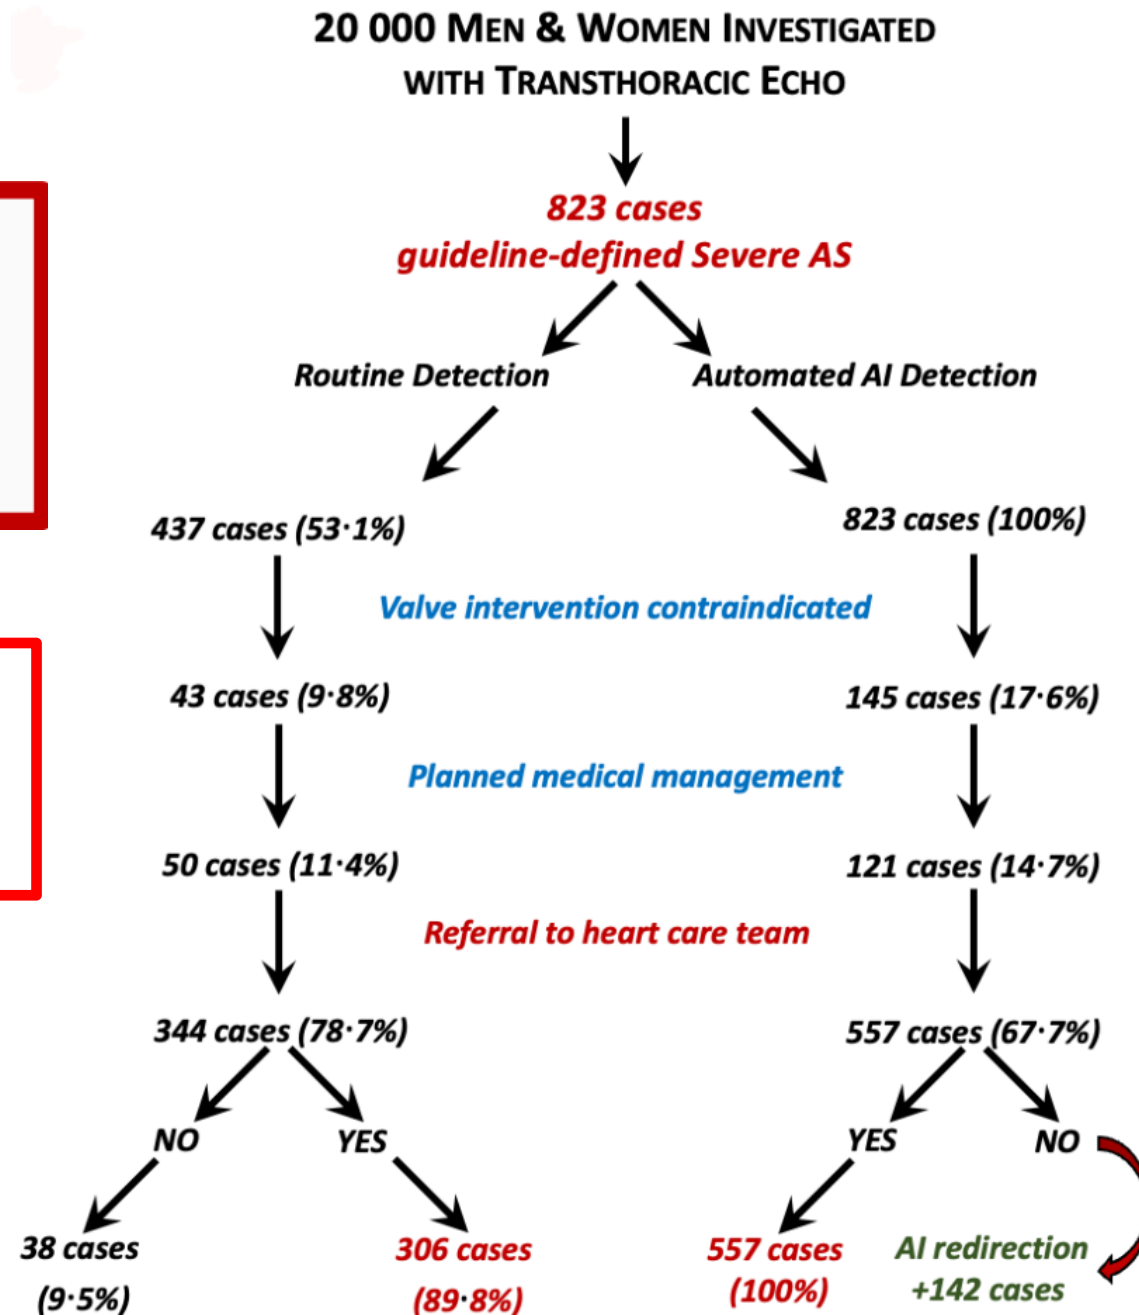 20 000 MEN & WOMEN INVESTIGATED
WITH TRANSTHORACIC ECHO
823 cases
guideline-defined Severe AS
Routine Detection
Automated AI Detection
437 cases (53·1%)
823 cases (100%)
Valve intervention contraindicated
43 cases (9·8%)
145 cases (17·6%)
Planned medical management
50 cases (11·4%)
121 cases (14·7%)
Referral to heart care team
344 cases (78·7%)
557 cases (67·7%)
NO
YES
YES
NO
38 cases
(9·5%)
306 cases
(89·8%)
557 cases
(100%)
AI redirection
+142 cases